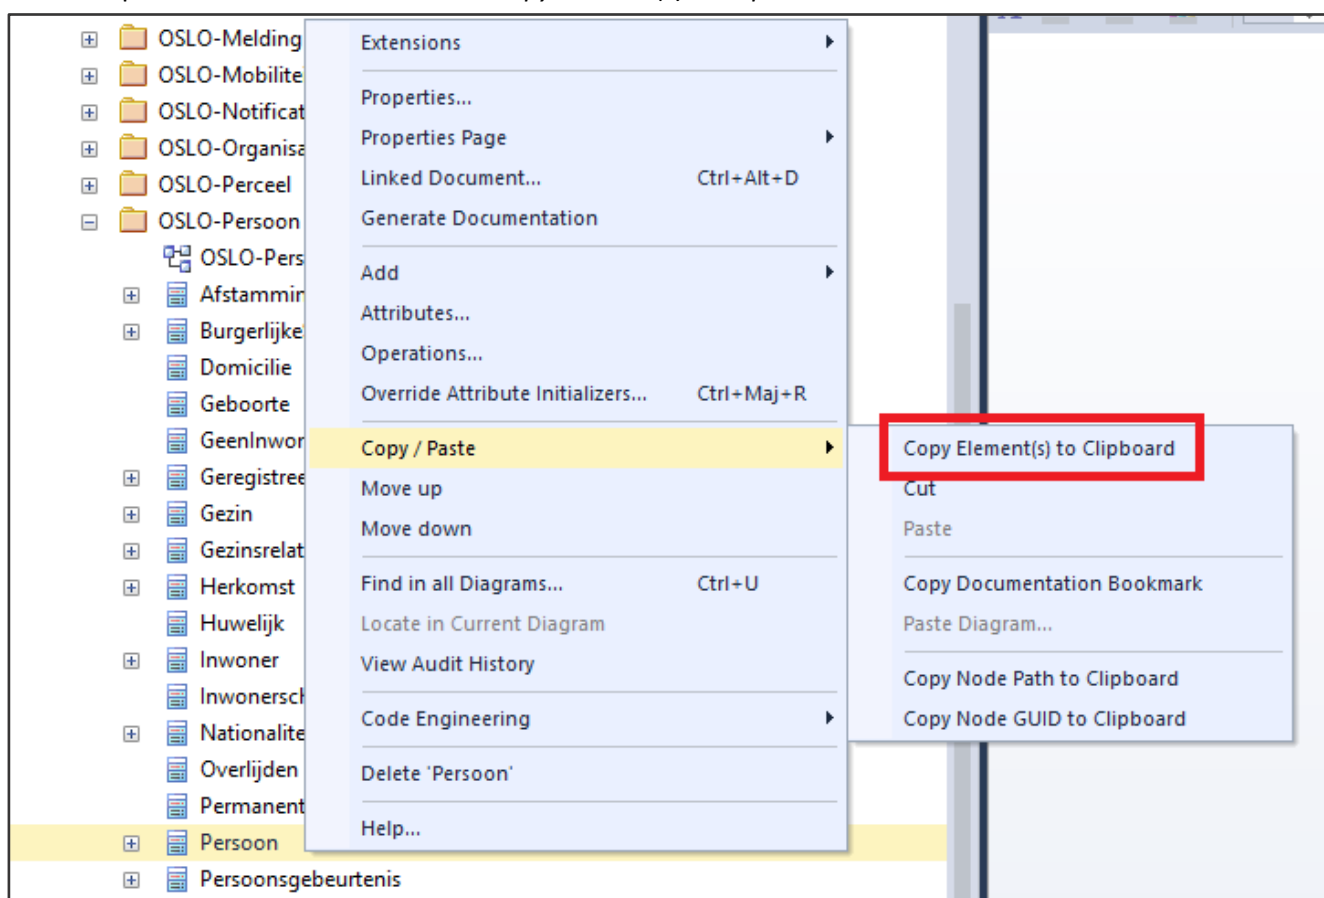 OSLO-Melding
OSLO-Mobilite
OSLO-Notificat
OSLO-Organisa
OSLO-Perceel
OSLO-Persoon
OSLO-Pers
Afstammin
Burgerlijke
Domicilie
Geboorte
GeenInwor
Geregistree
Gezin
Gezinsrelat
Herkomst
Huwelijk
Inwoner
Inwonersch
Nationalite
Overlijden
Permanent
Persoon
Persoonsgebeurtenis
Extensions
Properties...
Properties Page
Linked Document... Ctrl+Alt+D
Generate Documentation
Add
Attributes...
Operations...
Override Attribute Initializers... Ctrl+Maj+R
Copy / Paste
Move up
Move down
Find in all Diagrams... Ctrl+U
Locate in Current Diagram
View Audit History
Code Engineering
Delete 'Persoon'
Help...
Copy Element(s) to Clipboard
Cut
Paste
Copy Documentation Bookmark
Paste Diagram...
Copy Node Path to Clipboard
Copy Node GUID to Clipboard